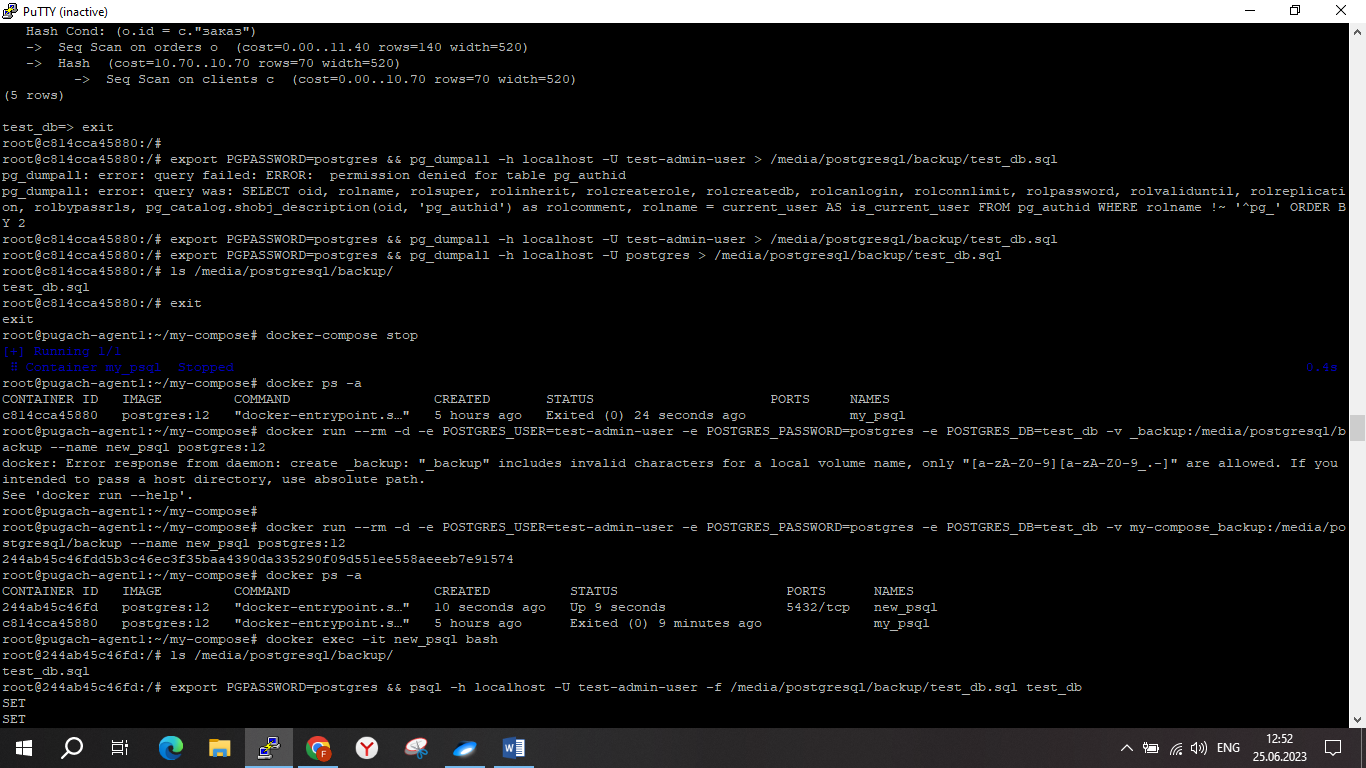 PuTTY (inactive)
Hash Cond: (o.id = c."заказ")
->  Seq Scan on orders o  (cost=0.00..11.40 rows=140 width=520)
->  Hash  (cost=10.70..10.70 rows=70 width=520)
->  Seq Scan on clients c  (cost=0.00..10.70 rows=70 width=520)
(5 rows)
test_db=> exit
root@c814cca45880:/#
root@c814cca45880:/# export PGPASSWORD=postgres && pg_dumpall -h localhost -U test-admin-user > /media/postgresql/backup/test_db.sql
pg_dumpall: error: query failed: ERROR:  permission denied for table pg_authid
pg_dumpall: error: query was: SELECT oid, rolname, rolsuper, rolinherit, rolcreaterole, rolcreatedb, rolcanlogin, rolconnlimit, rolpassword, rolvaliduntil, rolreplicati
on, rolbypassrls, pg_catalog.shobj_description(oid, 'pg_authid') as rolcomment, rolname = current_user AS is_current_user FROM pg_authid WHERE rolname !~ '^pg_' ORDER B
Y 2
root@c814cca45880:/# export PGPASSWORD=postgres && pg_dumpall -h localhost -U test-admin-user > /media/postgresql/backup/test_db.sql
root@c814cca45880:/# export PGPASSWORD=postgres && pg_dumpall -h localhost -U postgres > /media/postgresql/backup/test_db.sql
root@c814cca45880:/# ls /media/postgresql/backup/
test_db.sql
root@c814cca45880:/# exit
exit
root@pugach-agent1:~/my-compose# docker-compose stop
[+] Running 1/1
Container my_psql  Stopped 0.4s
root@pugach-agent1:~/my-compose# docker ps -a
CONTAINER ID   IMAGE         COMMAND                  CREATED       STATUS                      PORTS     NAMES
c814cca45880   postgres:12   "docker-entrypoint.s…"   5 hours ago   Exited (0) 24 seconds ago             my_psql
root@pugach-agent1:~/my-compose# docker run --rm -d -e POSTGRES_USER=test-admin-user -e POSTGRES_PASSWORD=postgres -e POSTGRES_DB=test_db -v _backup:/media/postgresql/b
ackup --name new_psql postgres:12
docker: Error response from daemon: create _backup: "_backup" includes invalid characters for a local volume name, only "[a-zA-Z0-9][a-zA-Z0-9_.-]" are allowed. If you
intended to pass a host directory, use absolute path.
See 'docker run --help'.
root@pugach-agent1:~/my-compose#
root@pugach-agent1:~/my-compose# docker run --rm -d -e POSTGRES_USER=test-admin-user -e POSTGRES_PASSWORD=postgres -e POSTGRES_DB=test_db -v my-compose_backup:/media/po
stgresql/backup --name new_psql postgres:12
244ab45c46fdd5b3c46ec3f35baa4390da335290f09d551ee558aeeeb7e91574
root@pugach-agent1:~/my-compose# docker ps -a
CONTAINER ID   IMAGE         COMMAND                  CREATED          STATUS                     PORTS      NAMES
244ab45c46fd   postgres:12   "docker-entrypoint.s…"   10 seconds ago   Up 9 seconds               5432/tcp   new_psql
c814cca45880   postgres:12   "docker-entrypoint.s…"   5 hours ago      Exited (0) 9 minutes ago              my_psql
root@pugach-agent1:~/my-compose# docker exec -it new_psql bash
root@244ab45c46fd:/# ls /media/postgresql/backup/
test_db.sql
root@244ab45c46fd:/# export PGPASSWORD=postgres && psql -h localhost -U test-admin-user -f /media/postgresql/backup/test_db.sql test_db
SET
SET
ENG
12:52
25.06.2023